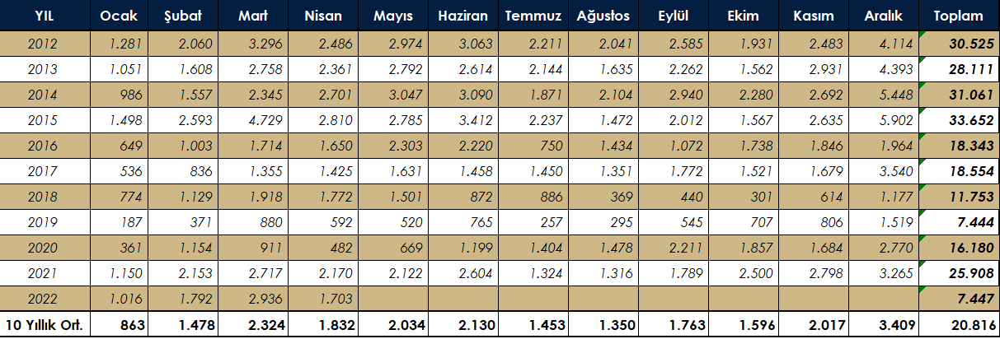 YIL Ocak Şubat Mart Nisan Mayıs Haziran Temmuz Ağustos Eylül Ekim Kasım Aralık Toplam
2012 1.281 2.060 3.296 2.486 2.974 3.063 2.211 2.041 2.585 1.931 2.483 4.114 30.525
2013 1.051 1.608 2.758 2.361 2.792 2.614 2.144 1.635 2.262 1.562 2.931 4.393 28.111
2014 986 1.557 2.345 2.701 3.047 3.090 1.871 2.104 2.940 2.280 2.692 5.448 31.061
2015 1.498 2.593 4.729 2.810 2.785 3.412 2.237 1.472 2.012 1.567 2.635 5.902 33.652
2016 649 1.003 1.714 1.650 2.303 2.220 750 1.434 1.072 1.738 1.846 1.964 18.343
2017 536 836 1.355 1.425 1.631 1.458 1.450 1.351 1.772 1.521 1.679 3.540 18.554
2018 774 1.129 1.918 1.772 1.501 872 886 369 440 301 614 1.177 11.753
2019 187 371 880 592 520 765 257 295 545 707 806 1.519 7.444
2020 361 1.154 911 482 669 1.199 1.404 1.478 2.211 1.857 1.684 2.770 16.180
2021 1.150 2.153 2.717 2.170 2.122 2.604 1.324 1.316 1.789 2.500 2.798 3.265 25.908
2022 1.016 1.792 2.936 1.703 7.447
10 Yıllık Ort. 863 1.478 2.324 1.832 2.034 2.130 1.453 1.350 1.763 1.596 2.017 3.409 20.816